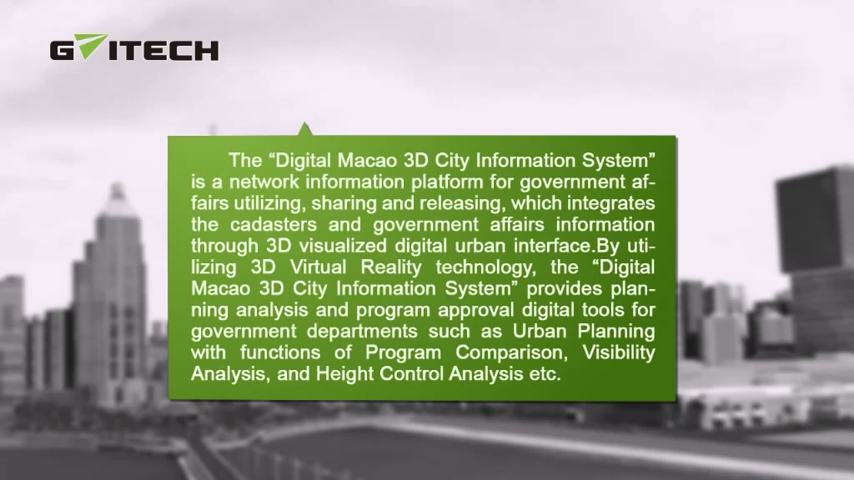 GVITECH
The “Digital Macao 3D City Information System”
is a network information platform for government af-
fairs utilizing, sharing and releasing, which integrates
the cadasters and government affairs information
through 3D visualized digital urban interface.By uti-
lizing 3D Virtual Reality technology, the “Digital
Macao 3D City Information System” provides plan-
ning analysis and program approval digital tools for
government departments such as Urban Planning
with functions of Program Comparison, Visibility
Analysis, and Height Control Analysis etc.